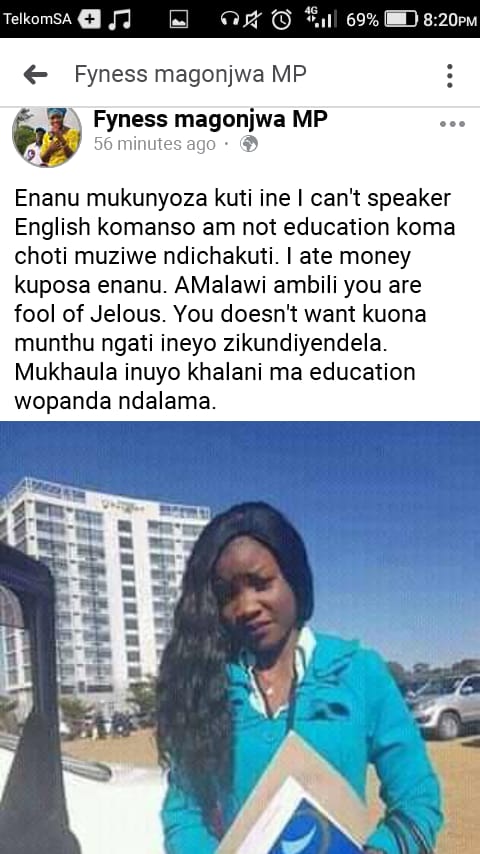 TelkomSA
4G
69%
8:20PM
Fyness magonjwa MP
Fyness magonjwa MP
56 minutes ago ·
Enanu mukunyoza kuti ine I can't speaker
English komanso am not education koma
choti muziwe ndichakuti. I ate money
kuposa enanu. AMalawi ambili you are
fool of Jelous. You doesn't want kuona
munthu ngati ineyo zikundiyendela.
Mukhaula inuyo khalani ma education
wopanda ndalama.